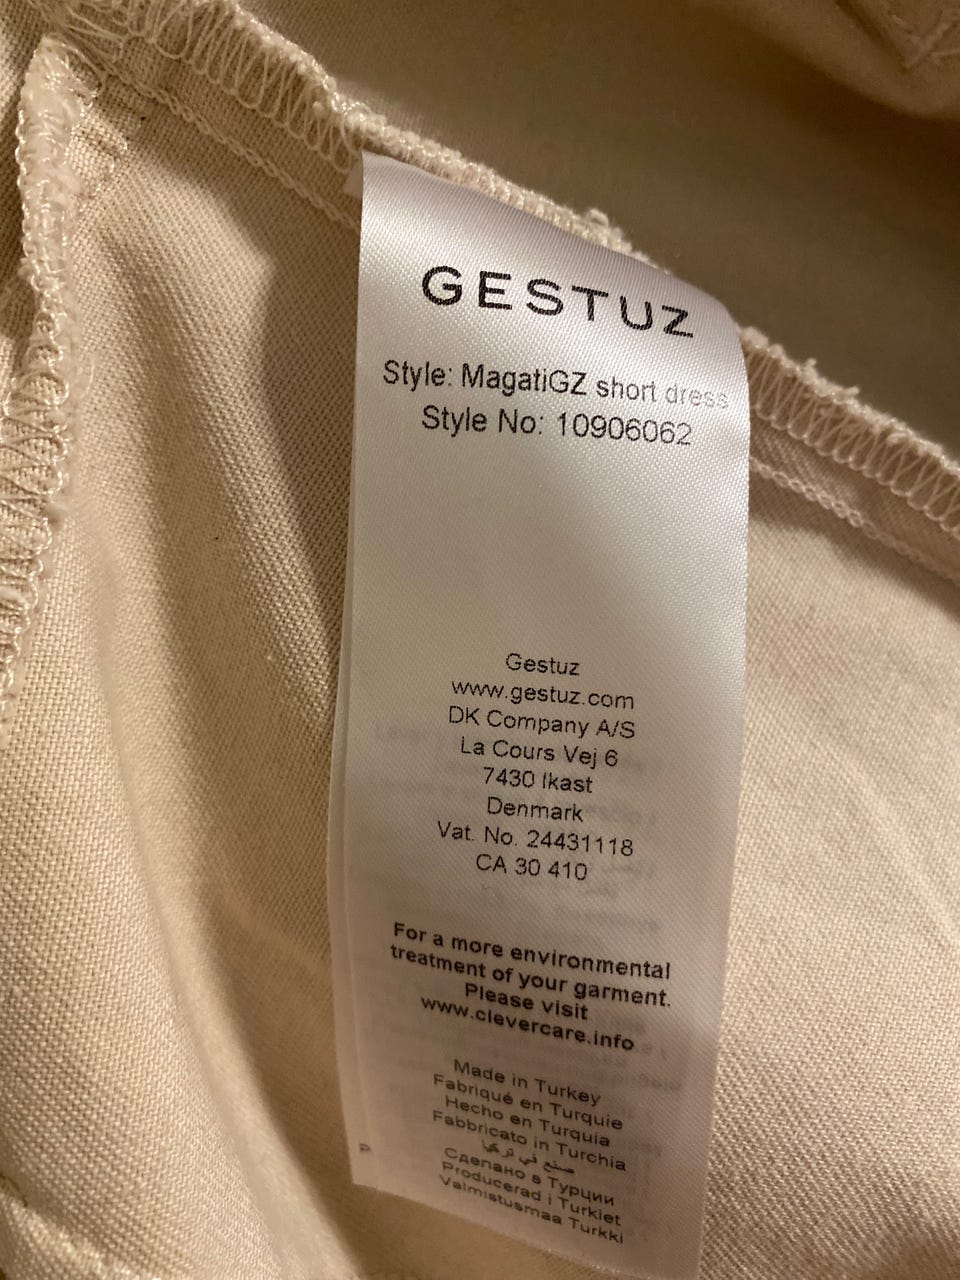 GESTUZ
Style: MagatiGZ short dress
Style No: 10906062
Gestuz
www.gestuz.com
DK Company A/S
La Cours Vej 6
7430 Ikast
Denmark
Vat. No. 24431118
CA 30 410
For a more environmental
treatment of your garment.
Please visit
www.clevercare.info
Made in Turkey
Fabriqué en Turquie
Hecho en Turquia
Fabbricato in Turchia
صنع في تركيا
Сделано в Турции
Producerad i Turkiet
Valmistusmaa Turkki
P